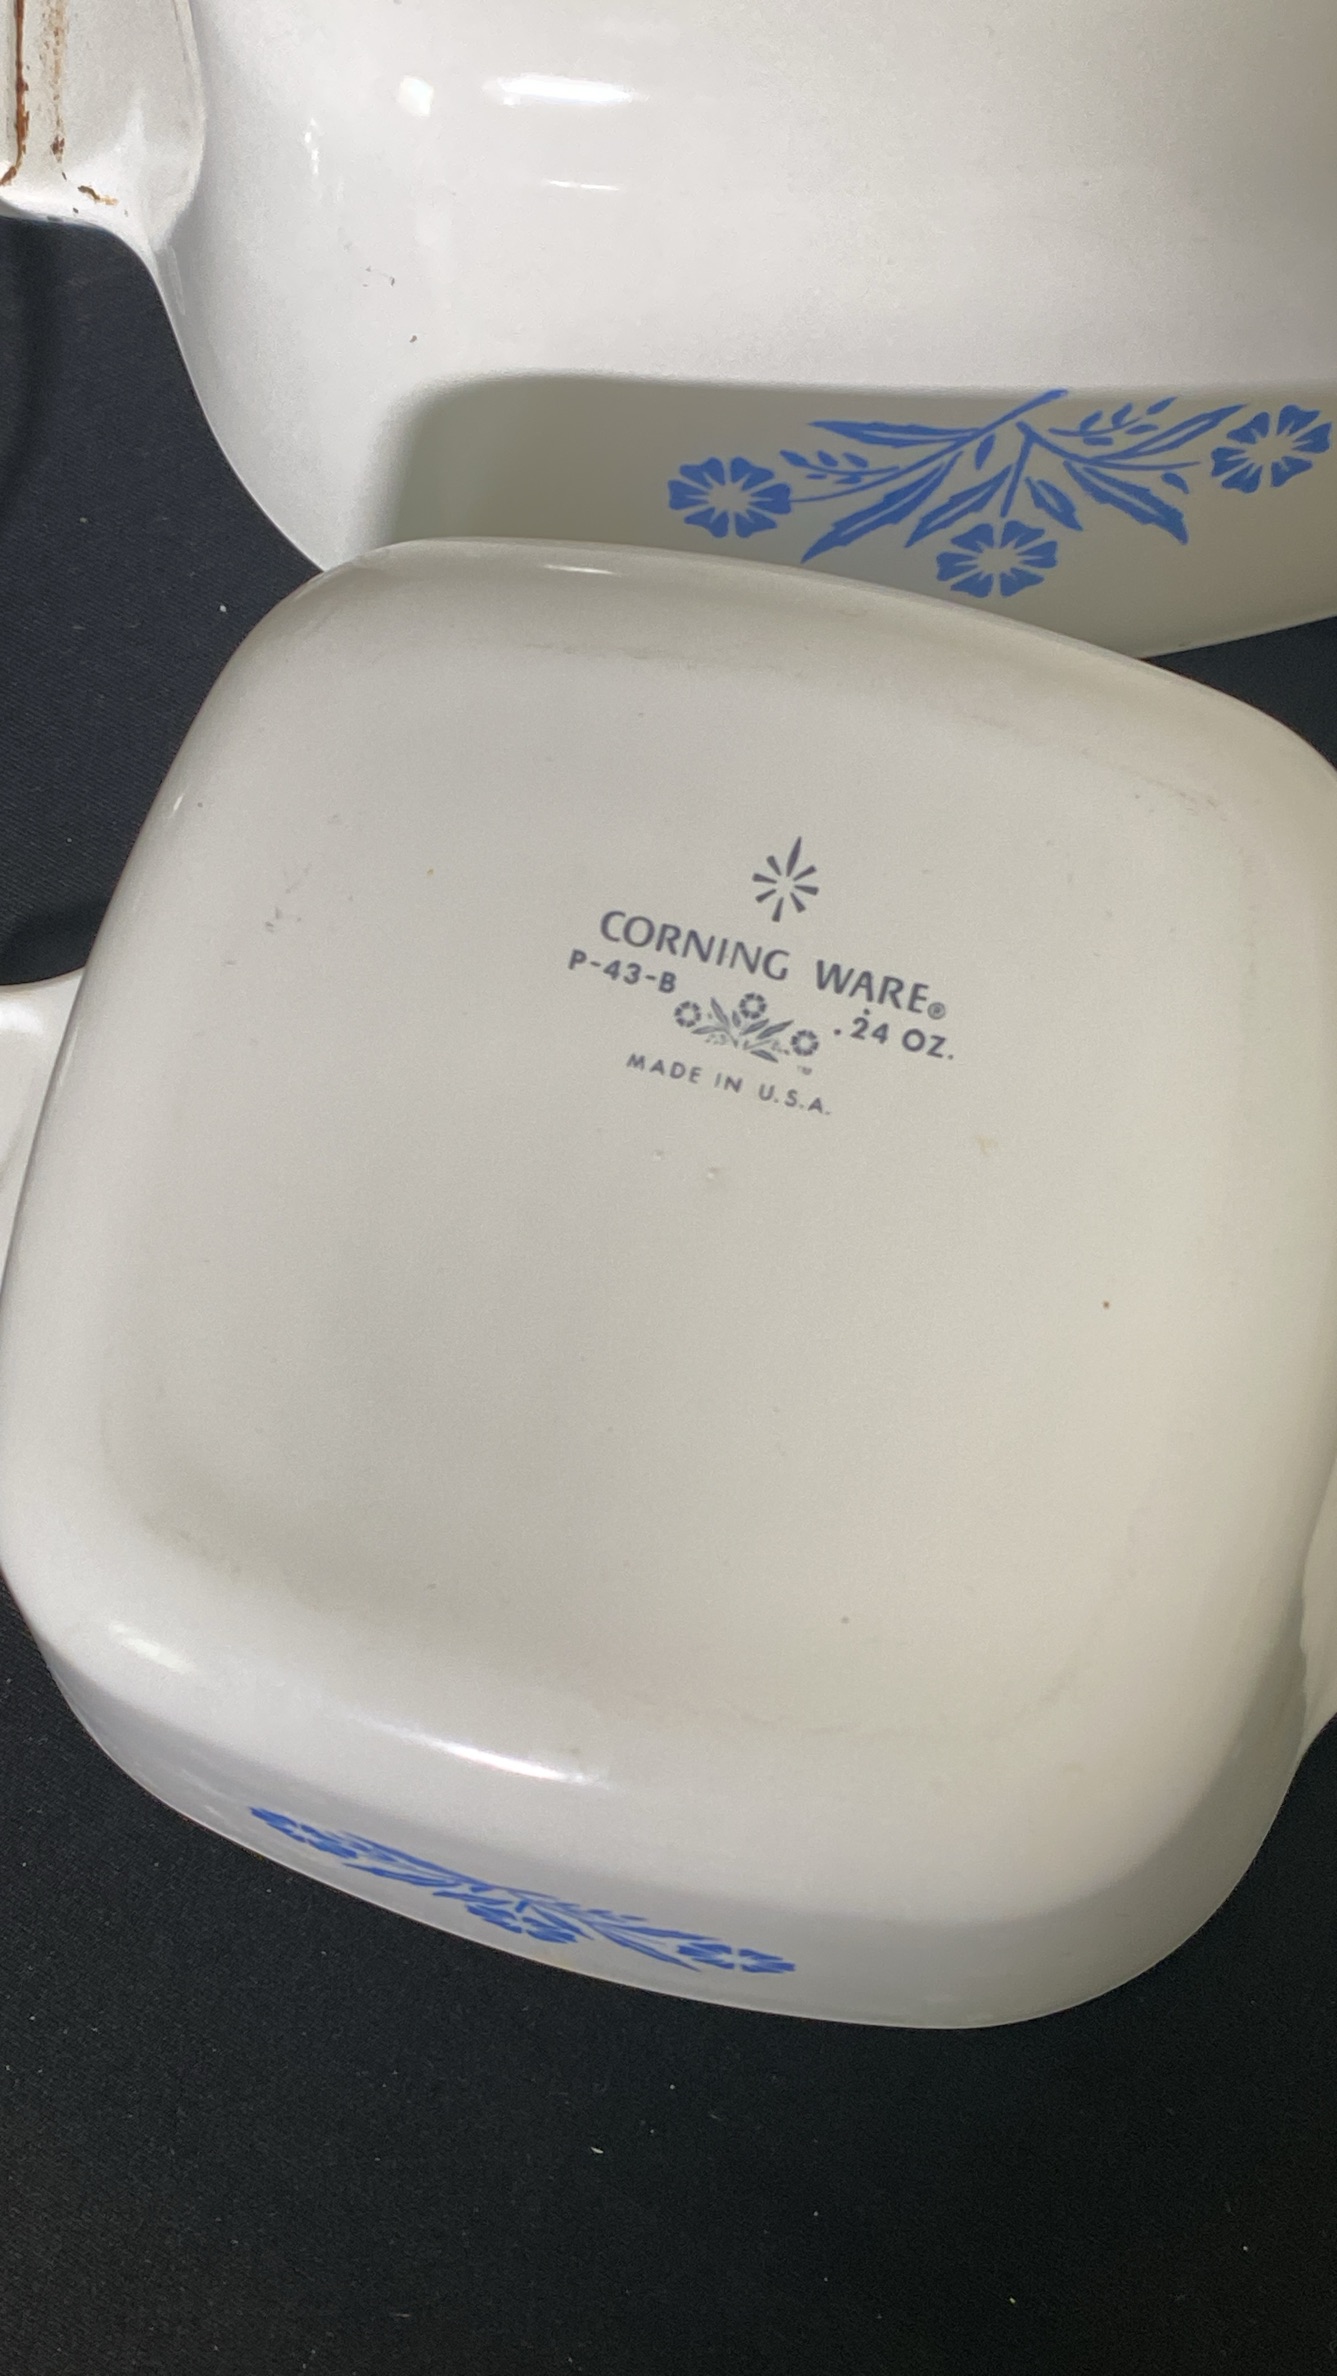 CORNING WARE®
P-43-B . 24 OZ.
MADE IN U.S.A.